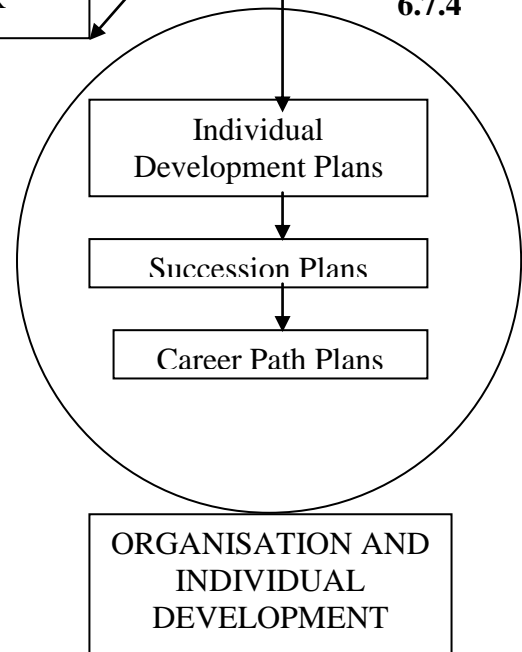 6.7.4
Individual
Development Plans
Succession Plans
Career Path Plans
ORGANISATION AND
INDIVIDUAL
DEVELOPMENT